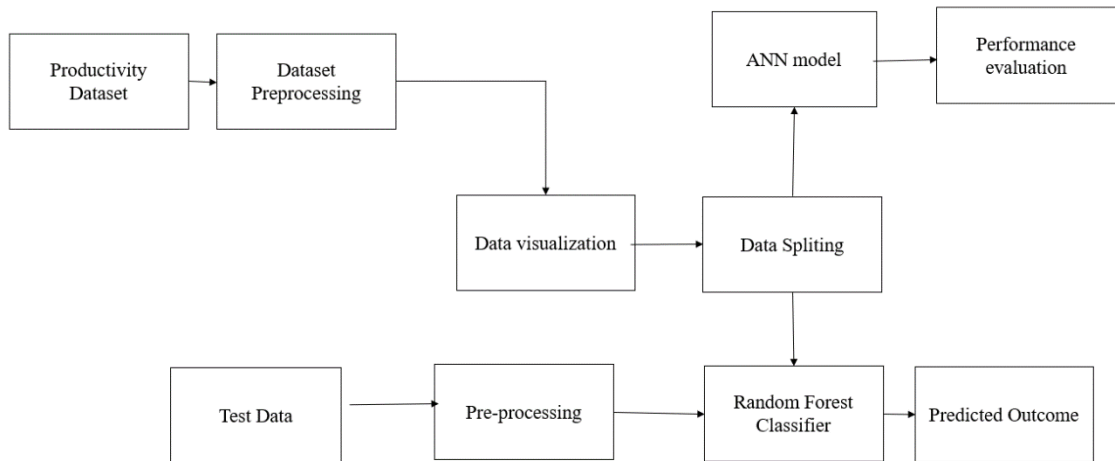 Productivity
Dataset
Dataset
Preprocessing
ANN model
Performance
evaluation
Data visualization
Data Spliting
Test Data
Pre-processing
Random Forest
Classifier
Predicted Outcome